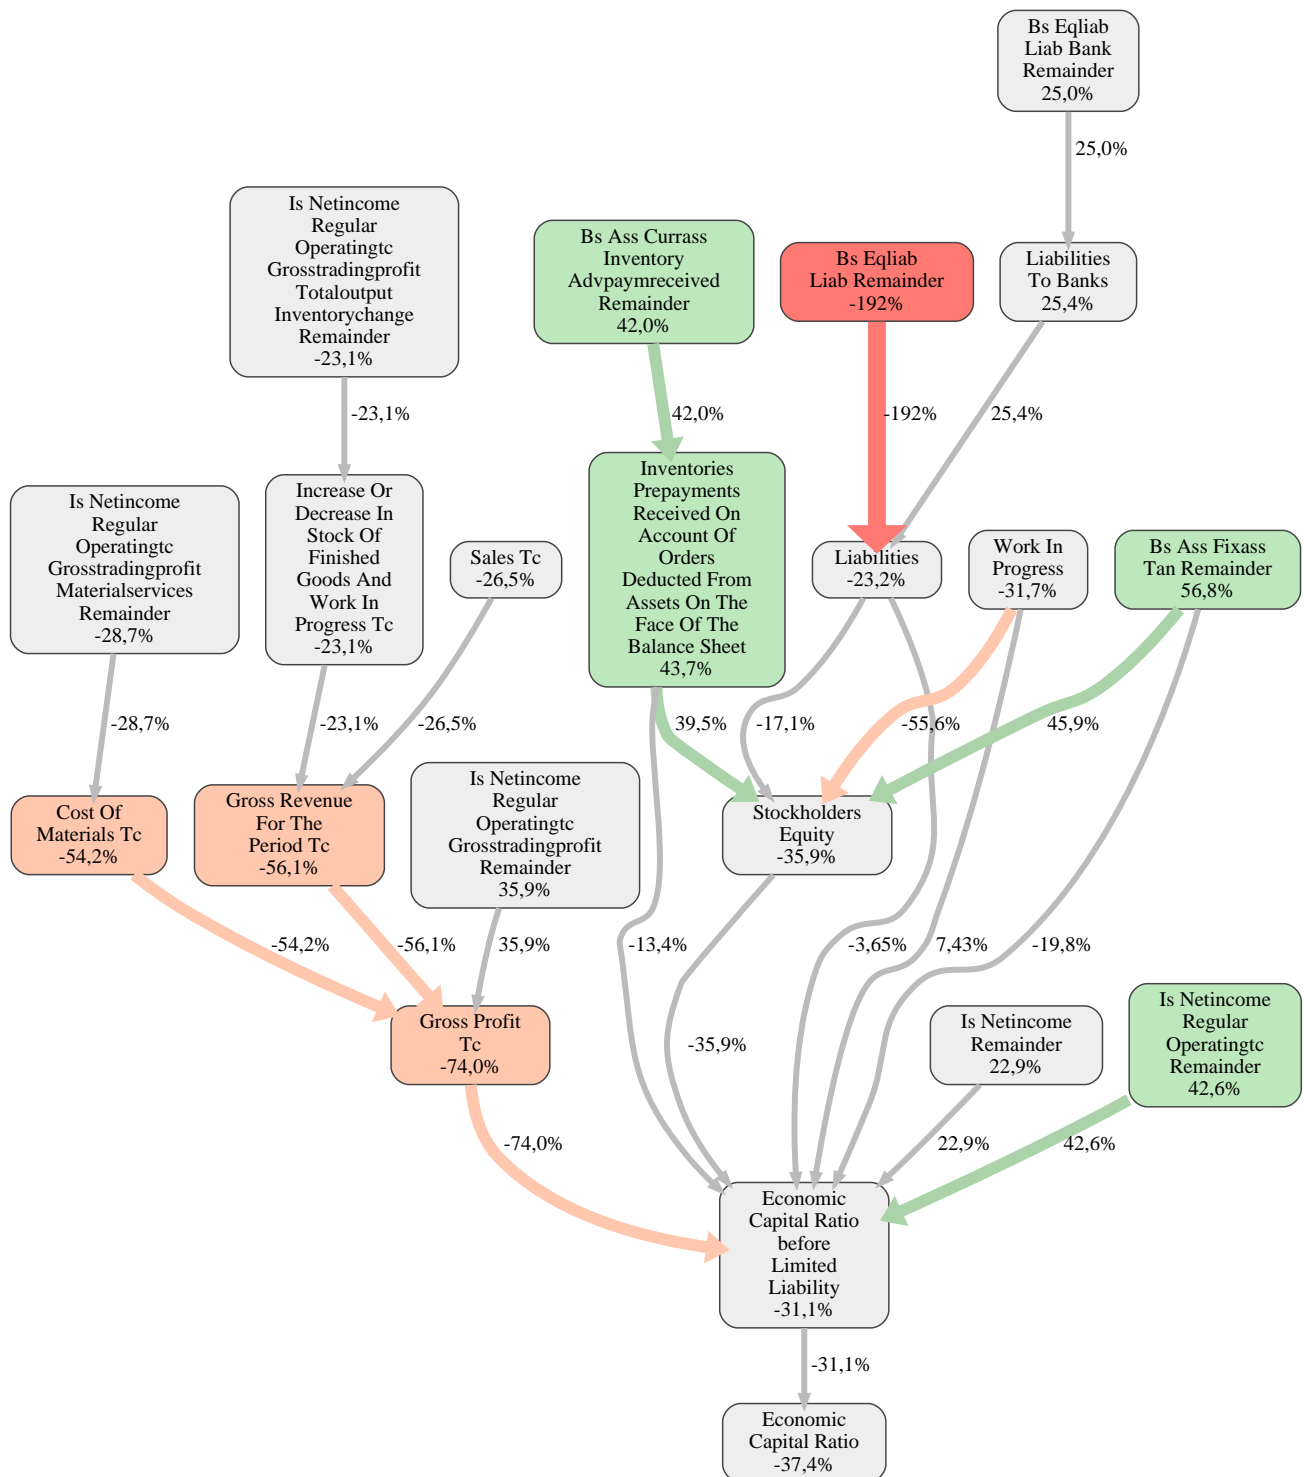 Bs Eqliab
Liab Bank
Remainder
25,0%
25,0%
Is Netincome
Regular
Operatingtc
Grosstradingprofit
Totaloutput
Inventorychange
Remainder
-23,1%
Bs Ass Currass
Inventory
Advpaymreceived
Remainder
42,0%
Bs Eqliab
Liab Remainder
-192%
Liabilities
To Banks
25,4%
-23,1%
42,0%
-192%
25,4%
Is Netincome
Regular
Operatingtc
Grosstradingprofit
Materialservices
Remainder
-28,7%
Increase Or
Decrease In
Stock Of
Finished
Goods And
Work In
Progress Tc
-23,1%
Sales Tc
-26,5%
Inventories
Prepayments
Received On
Account Of
Orders
Deducted From
Assets On The
Face Of The
Balance Sheet
43,7%
Liabilities
-23,2%
Work In
Progress
-31,7%
Bs Ass Fixass
Tan Remainder
56,8%
-28,7%
-23,1%
-26,5%
39,5%
-17,1%
-55,6%
45,9%
Cost Of
Materials Tc
-54,2%
Gross Revenue
For The
Period Tc
-56,1%
Is Netincome
Regular
Operatingtc
Grosstradingprofit
Remainder
35,9%
Stockholders
Equity
-35,9%
-54,2%
-56,1%
35,9%
-13,4%
-3,65%
7,43%
-19,8%
Gross Profit
Tc
-74,0%
-35,9%
Is Netincome
Remainder
22,9%
Is Netincome
Regular
Operatingtc
Remainder
42,6%
-74,0%
22,9%
42,6%
Economic
Capital Ratio
before
Limited
Liability
-31,1%
-31,1%
Economic
Capital Ratio
-37,4%